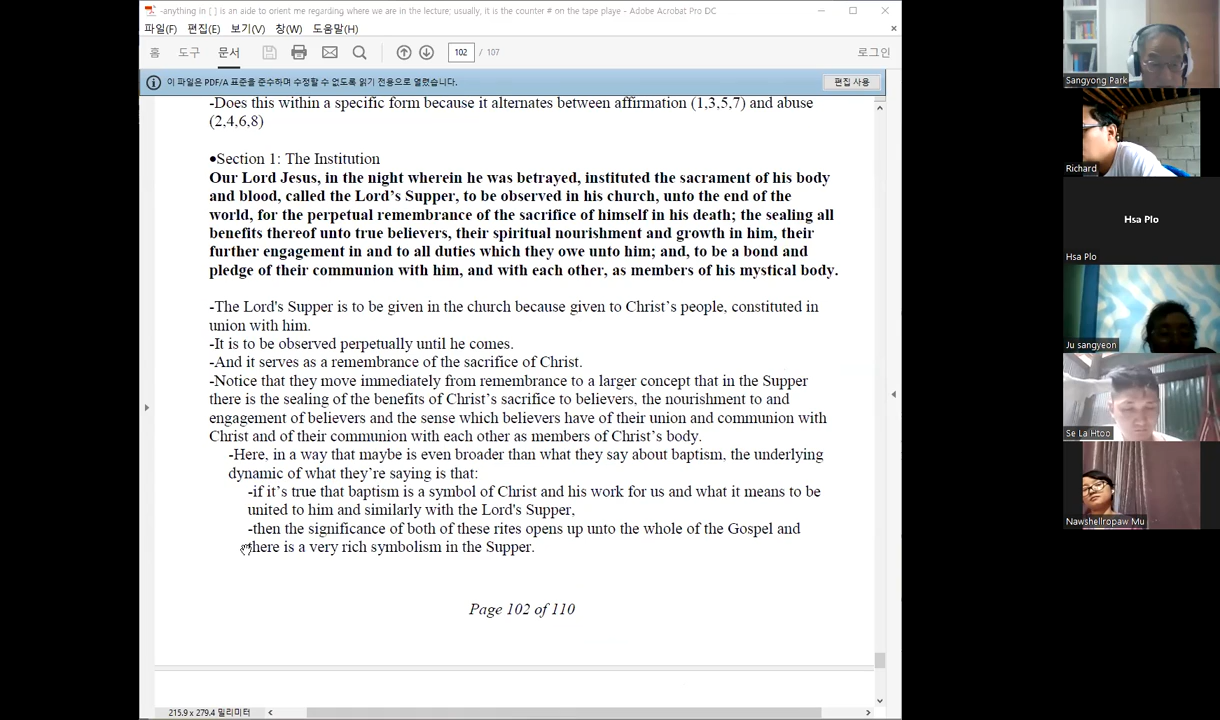 -anything in { } is an aide to orient me regarding where we are in the lecture; usually, it is the counter # on the tape playe - Adobe Acrobat Pro DC
파일(F) 편집(E) 보기(V) 창(W) 도움말(H)
홈 도구 문서 102 / 107 로그인
이 파일은 PDF/A 표준을 준수하며 수정할 수 없도록 읽기 전용으로 열렸습니다. 편집 사용
-Does this within a specific form because it alternates between affirmation (1,3,5,7) and abuse
(2,4,6,8)
•Section 1: The Institution
Our Lord Jesus, in the night wherein he was betrayed, instituted the sacrament of his body
and blood, called the Lord's Supper, to be observed in his church, unto the end of the
world, for the perpetual remembrance of the sacrifice of himself in his death; the sealing all
benefits thereof unto true believers, their spiritual nourishment and growth in him, their
further engagement in and to all duties which they owe unto him; and, to be a bond and
pledge of their communion with him, and with each other, as members of his mystical body.
-The Lord's Supper is to be given in the church because given to Christ's people, constituted in
union with him.
-It is to be observed perpetually until he comes.
-And it serves as a remembrance of the sacrifice of Christ.
-Notice that they move immediately from remembrance to a larger concept that in the Supper
there is the sealing of the benefits of Christ's sacrifice to believers, the nourishment to and
engagement of believers and the sense which believers have of their union and communion with
Christ and of their communion with each other as members of Christ's body.
-Here, in a way that maybe is even broader than what they say about baptism, the underlying
dynamic of what they're saying is that:
-if it's true that baptism is a symbol of Christ and his work for us and what it means to be
united to him and similarly with the Lord's Supper,
-then the significance of both of these rites opens up unto the whole of the Gospel and
there is a very rich symbolism in the Supper.
Page 102 of 110
215.9 x 279.4 밀리미터
Sangyong Park
Richard
Hsa Plo
Hsa Plo
Ju sangyeon
Se La Htoo
Nawshellropaw Mu